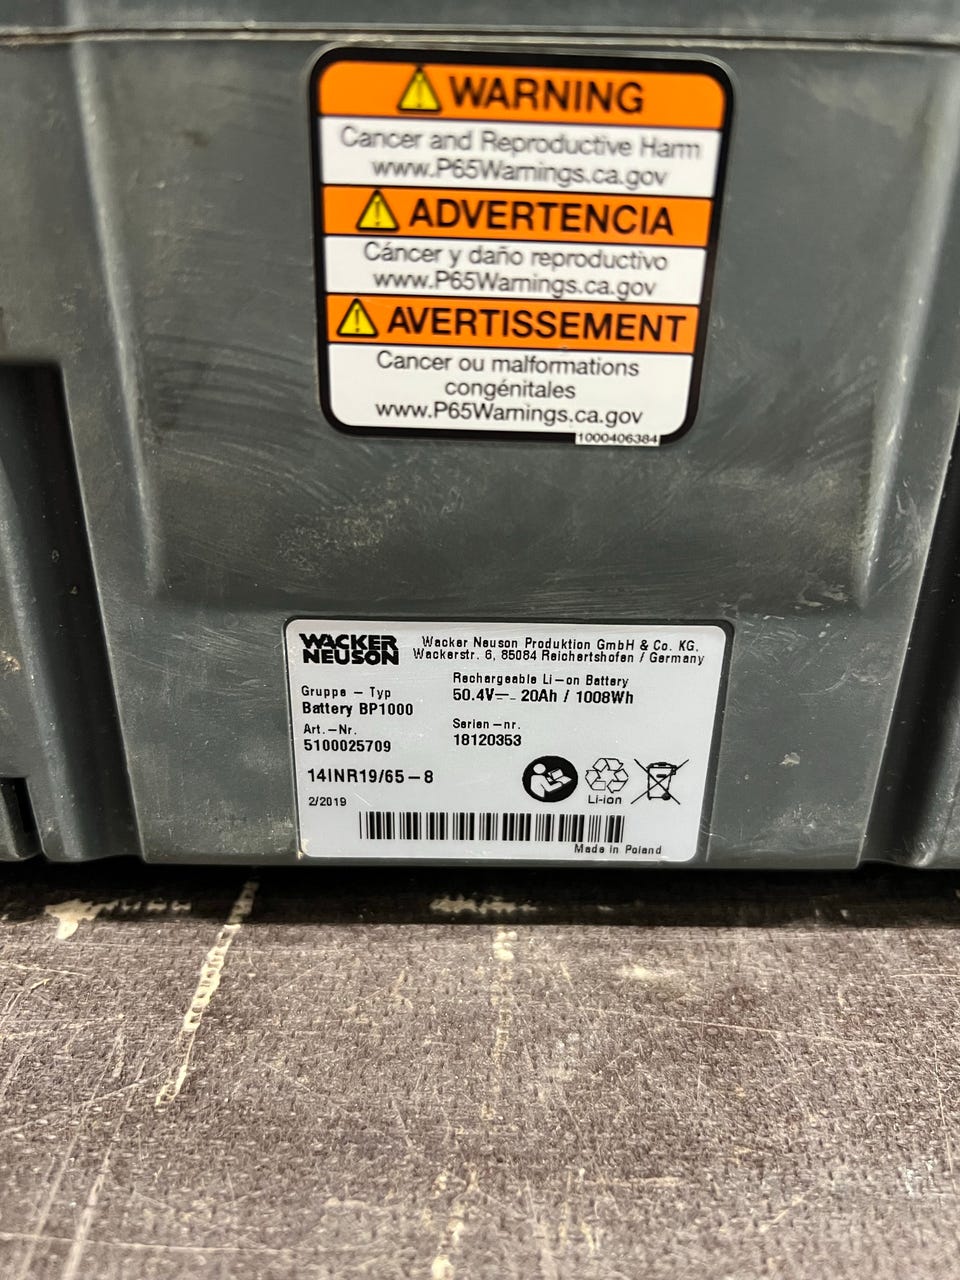 WARNING
Cancer and Reproductive Harm
www.P65Warnings.ca.gov
ADVERTENCIA
Cáncer y daño reproductivo
www.P65Warnings.ca.gov
AVERTISSEMENT
Cancer ou malformations
congénitales
www.P65Warnings.ca.gov
1000406384
WACKER
NEUSON
Wacker Neuson Produktion GmbH & Co. KG,
Wackerstr. 6, 85084 Reichertshofen / Germany
Gruppe - Typ
Battery BP1000
Rechargeable Li-on Battery
50.4V⎓ 20Ah / 1008Wh
Art.-Nr.
5100025709
Serien-nr.
18120353
14INR19/65-8
2/2019
Li-ion
Made in Poland